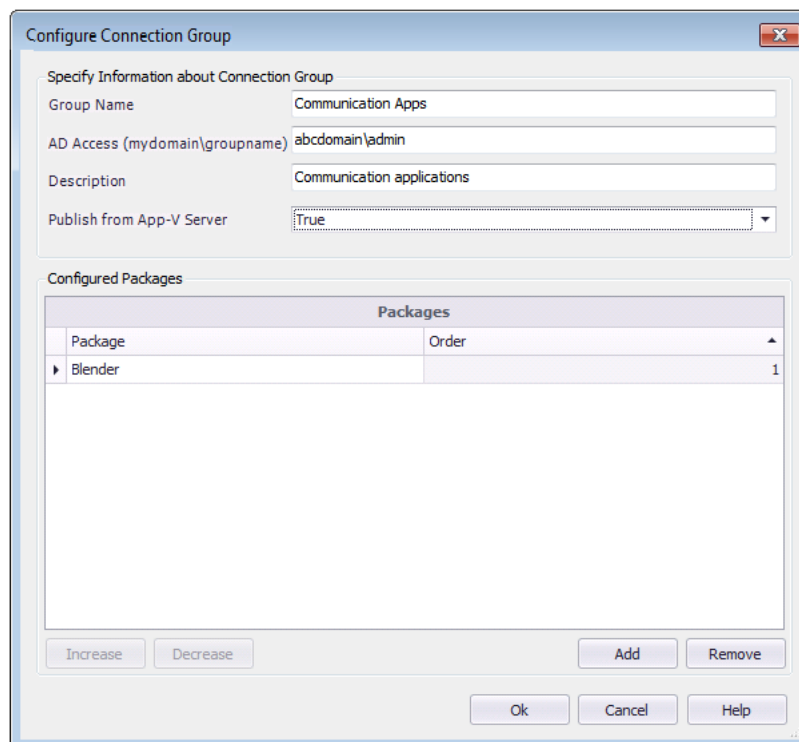 Configure Connection Group
Specify Information about Connection Group
Group Name Communication Apps
AD Access (mydomain\groupname) abcdomain\admin
Description Communication applications
Publish from App-V Server True
Configured Packages
Packages
Package Order
Blender 1
Increase Decrease Add Remove
Ok Cancel Help